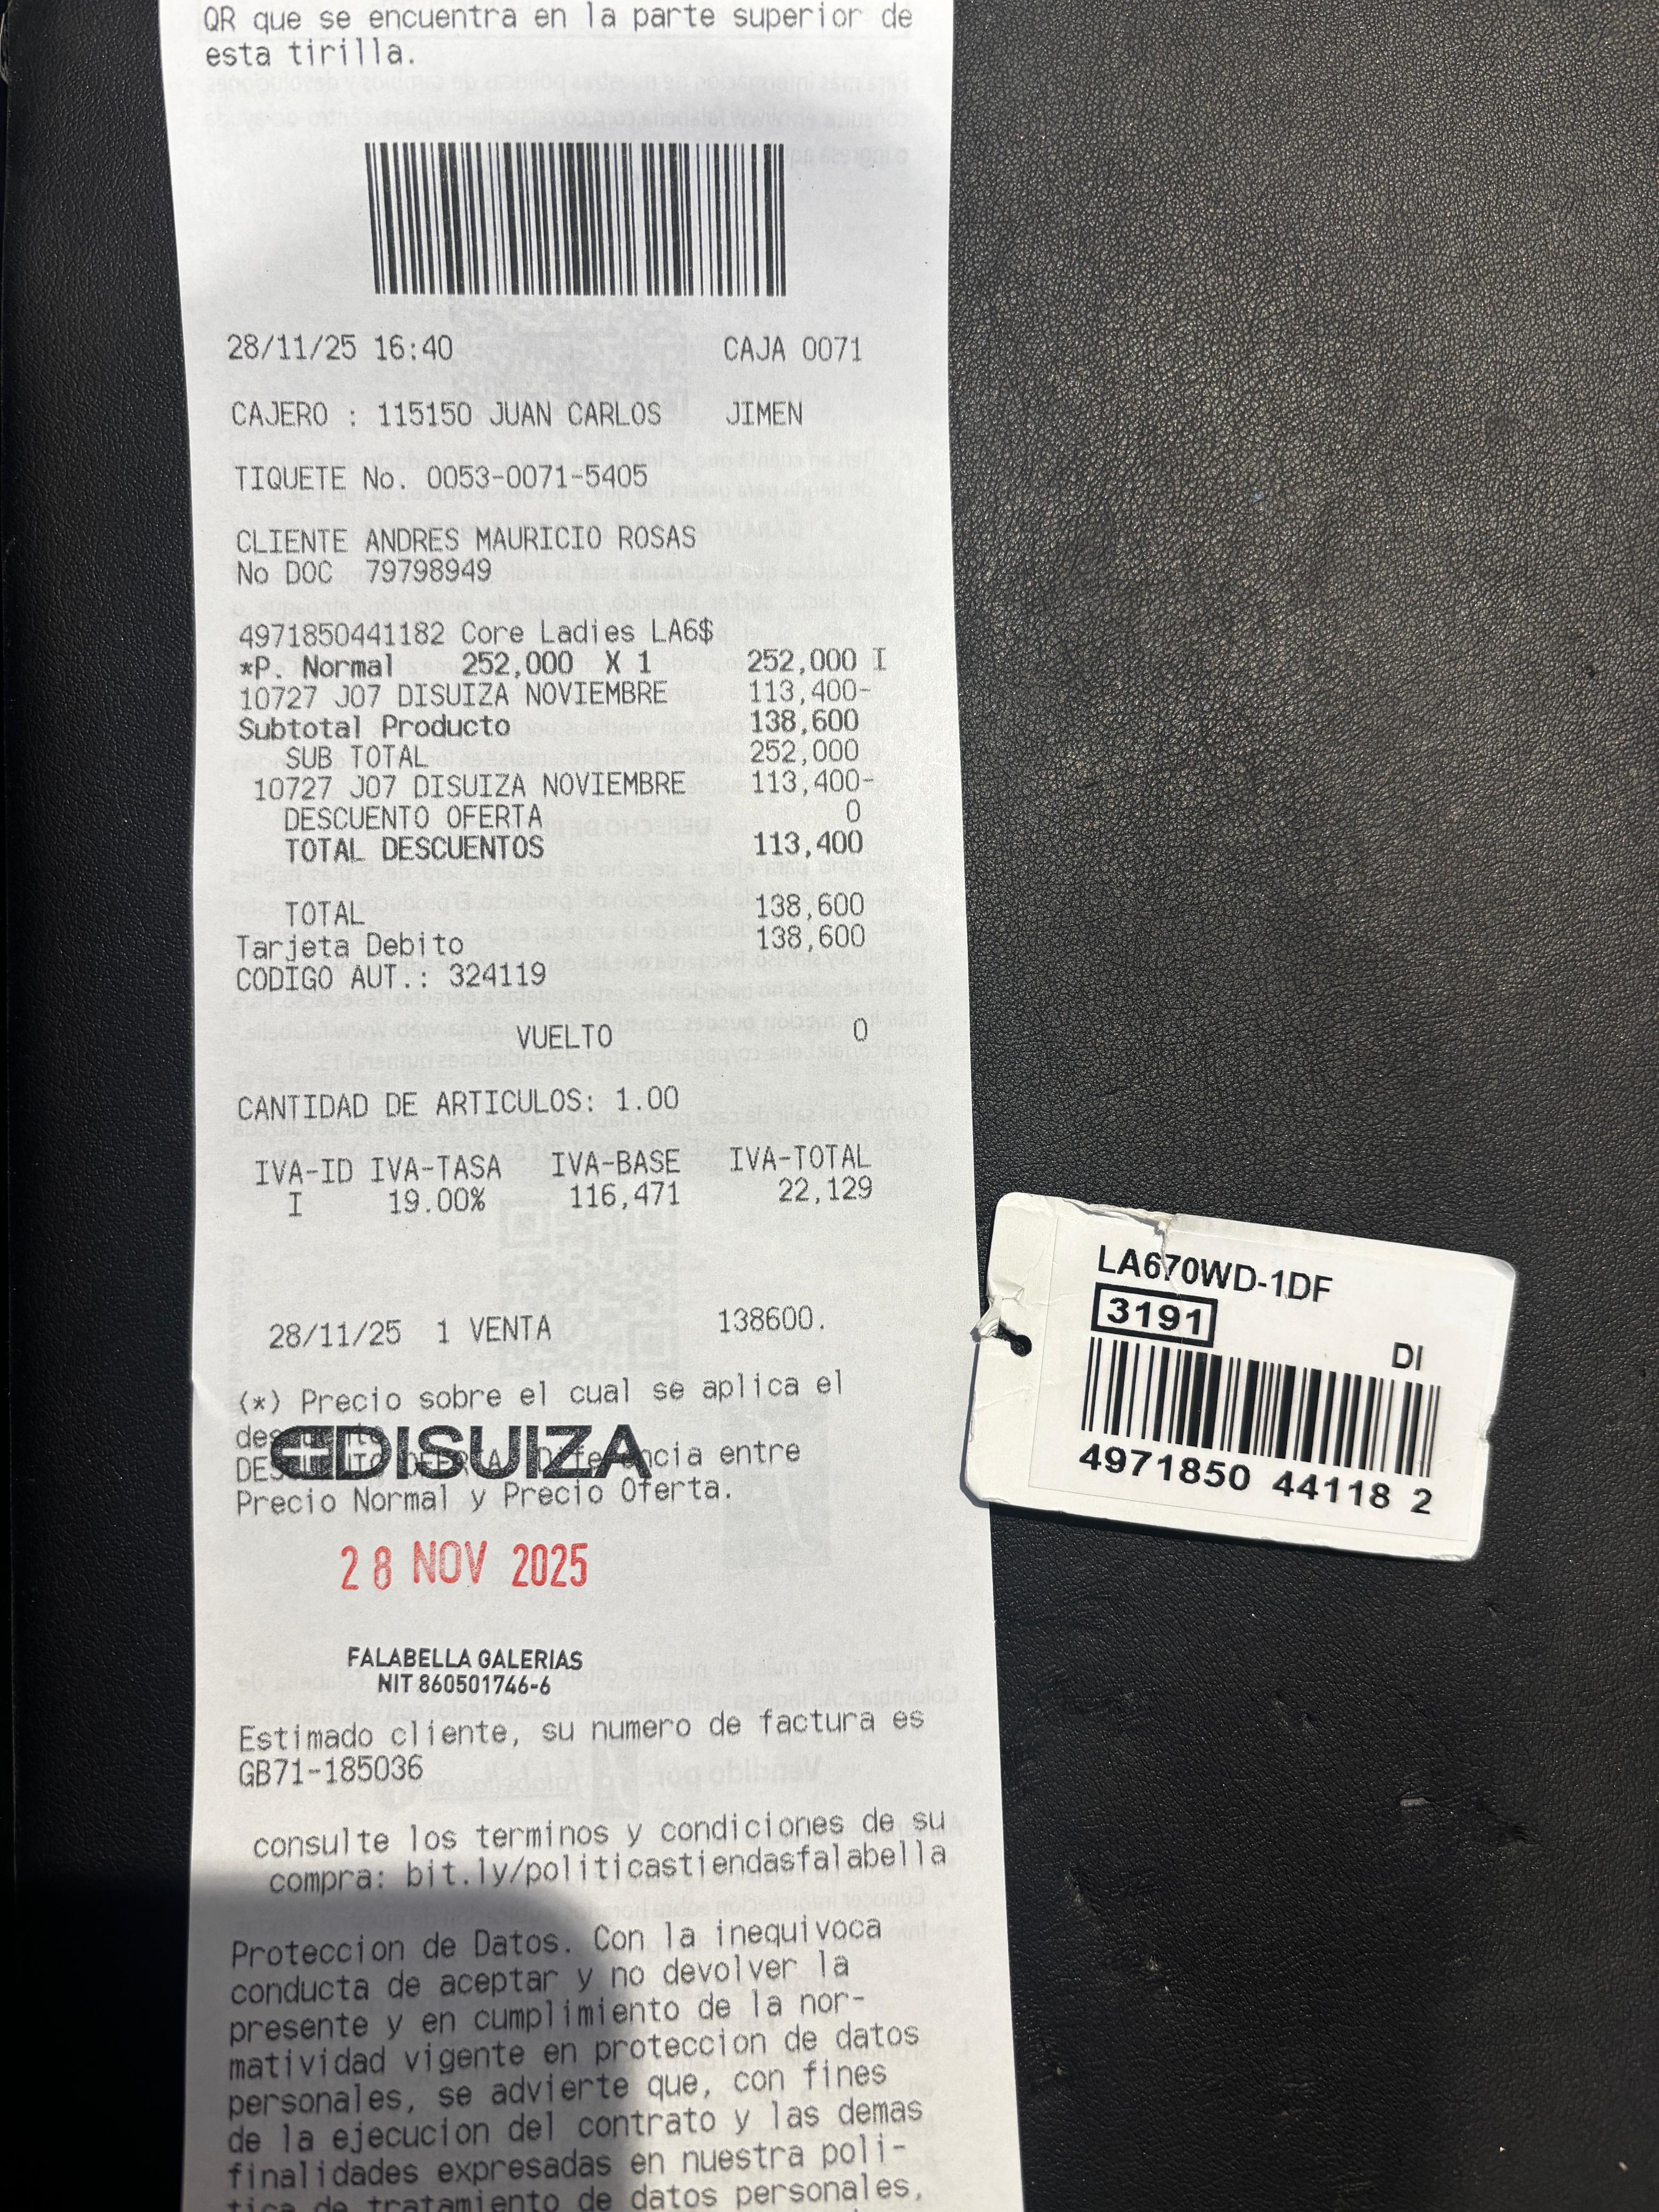 QR que se encuentra en la parte superior de
esta tirilla.
28/11/25 16:40 CAJA 0071
CAJERO : 115150 JUAN CARLOS JIMEN
TIQUETE No. 0053-0071-5405
CLIENTE ANDRES MAURICIO ROSAS
No DOC 79798949
4971850441182 Core Ladies LA6$
*P. Normal 252,000 X 1 252,000 I
10727 J07 DISUIZA NOVIEMBRE 113,400-
Subtotal Producto 138,600
SUB TOTAL 252,000
10727 J07 DISUIZA NOVIEMBRE 113,400-
DESCUENTO OFERTA 0
TOTAL DESCUENTOS 113,400
TOTAL 138,600
Tarjeta Debito 138,600
CODIGO AUT.: 324119
VUELTO 0
CANTIDAD DE ARTICULOS: 1.00
IVA-ID IVA-TASA IVA-BASE IVA-TOTAL
I 19.00% 116,471 22,129
28/11/25 1 VENTA 138600.
(*) Precio sobre el cual se aplica el
DISUIZA
entre
Precio Normal y Precio Oferta.
28 NOV 2025
FALABELLA GALERIAS
NIT 860501746-6
Estimado cliente, su numero de factura es
GB71-185036
consulte los terminos y condiciones de su
compra: bit.ly/politicastiendasfalabella
Proteccion de Datos. Con la inequivoca
conducta de aceptar y no devolver la
presente y en cumplimiento de la nor-
matividad vigente en proteccion de datos
personales, se advierte que, con fines
de la ejecucion del contrato y las demas
finalidades expresadas en nuestra poli-
tica de tratamiento de datos personales,
LA670WD-1DF
3191
DI
4971850 44118 2